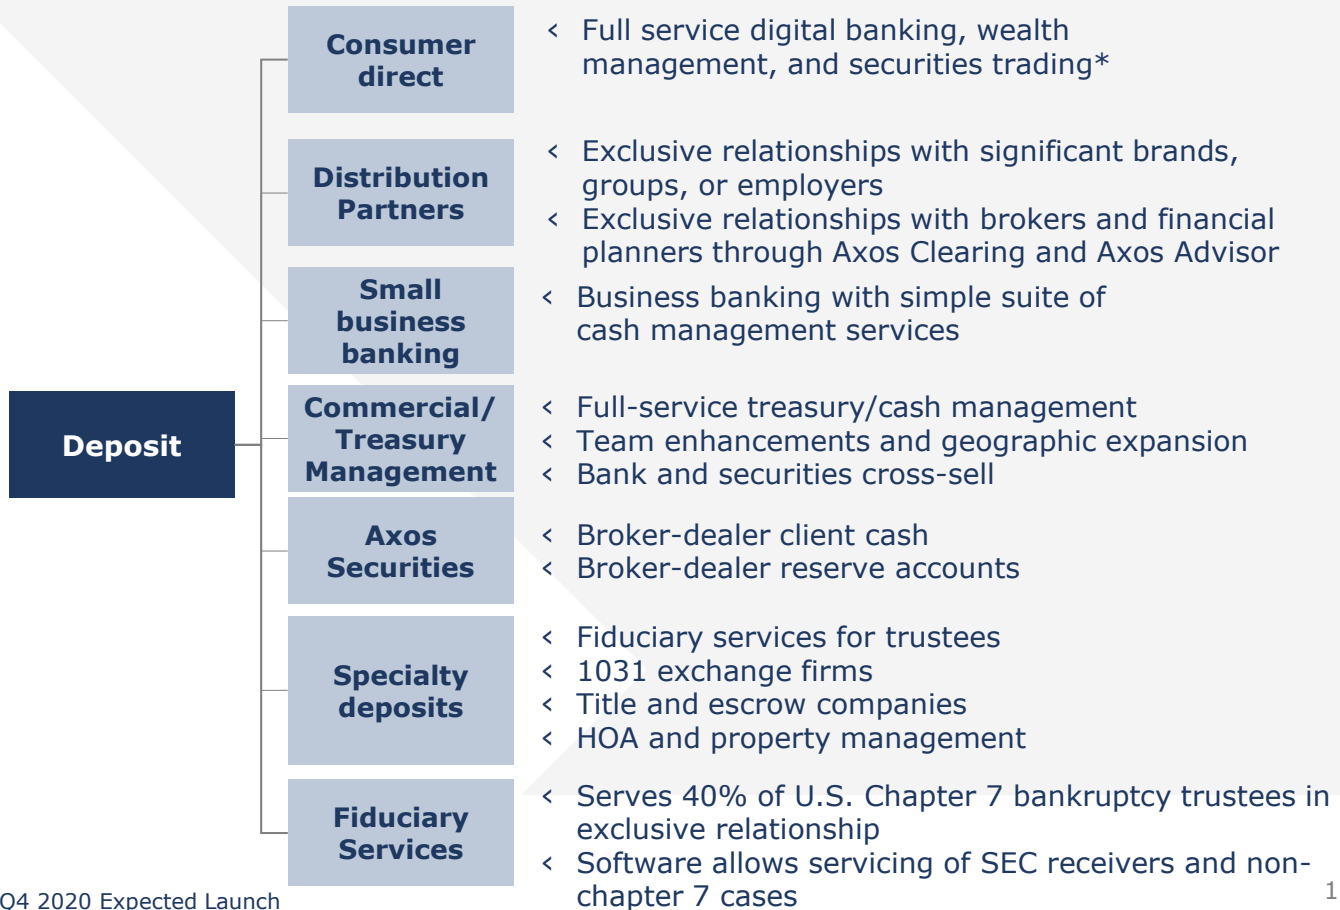 Consumer
direct
‹ Full service digital banking, wealth
management, and securities trading*
Distribution
Partners
‹ Exclusive relationships with significant brands,
groups, or employers
‹ Exclusive relationships with brokers and financial
planners through Axos Clearing and Axos Advisor
Small
business
banking
‹ Business banking with simple suite of
cash management services
Deposit
Commercial/
Treasury
Management
‹ Full-service treasury/cash management
‹ Team enhancements and geographic expansion
‹ Bank and securities cross-sell
Axos
Securities
‹ Broker-dealer client cash
‹ Broker-dealer reserve accounts
Specialty
deposits
‹ Fiduciary services for trustees
‹ 1031 exchange firms
‹ Title and escrow companies
‹ HOA and property management
Fiduciary
Services
‹ Serves 40% of U.S. Chapter 7 bankruptcy trustees in
exclusive relationship
‹ Software allows servicing of SEC receivers and non-
chapter 7 cases
Q4 2020 Expected Launch
1